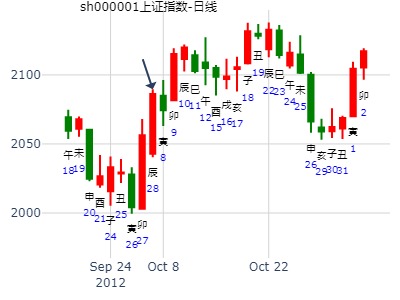 sh000001上证指数-日线
2100
2050
2000
午 18
未 19
申 20
酉 21
子 24
丑 25
寅 26
卯 27
辰 28
寅 8
卯 9
辰 10
巳 11
午 12
酉 15
戌 16
亥 17
子 18
丑 19
辰 22
巳 23
午 24
未 25
申 26
亥 29
子 30
丑 31
寅 1
卯 2
Sep 24
2012
Oct 8
Oct 22